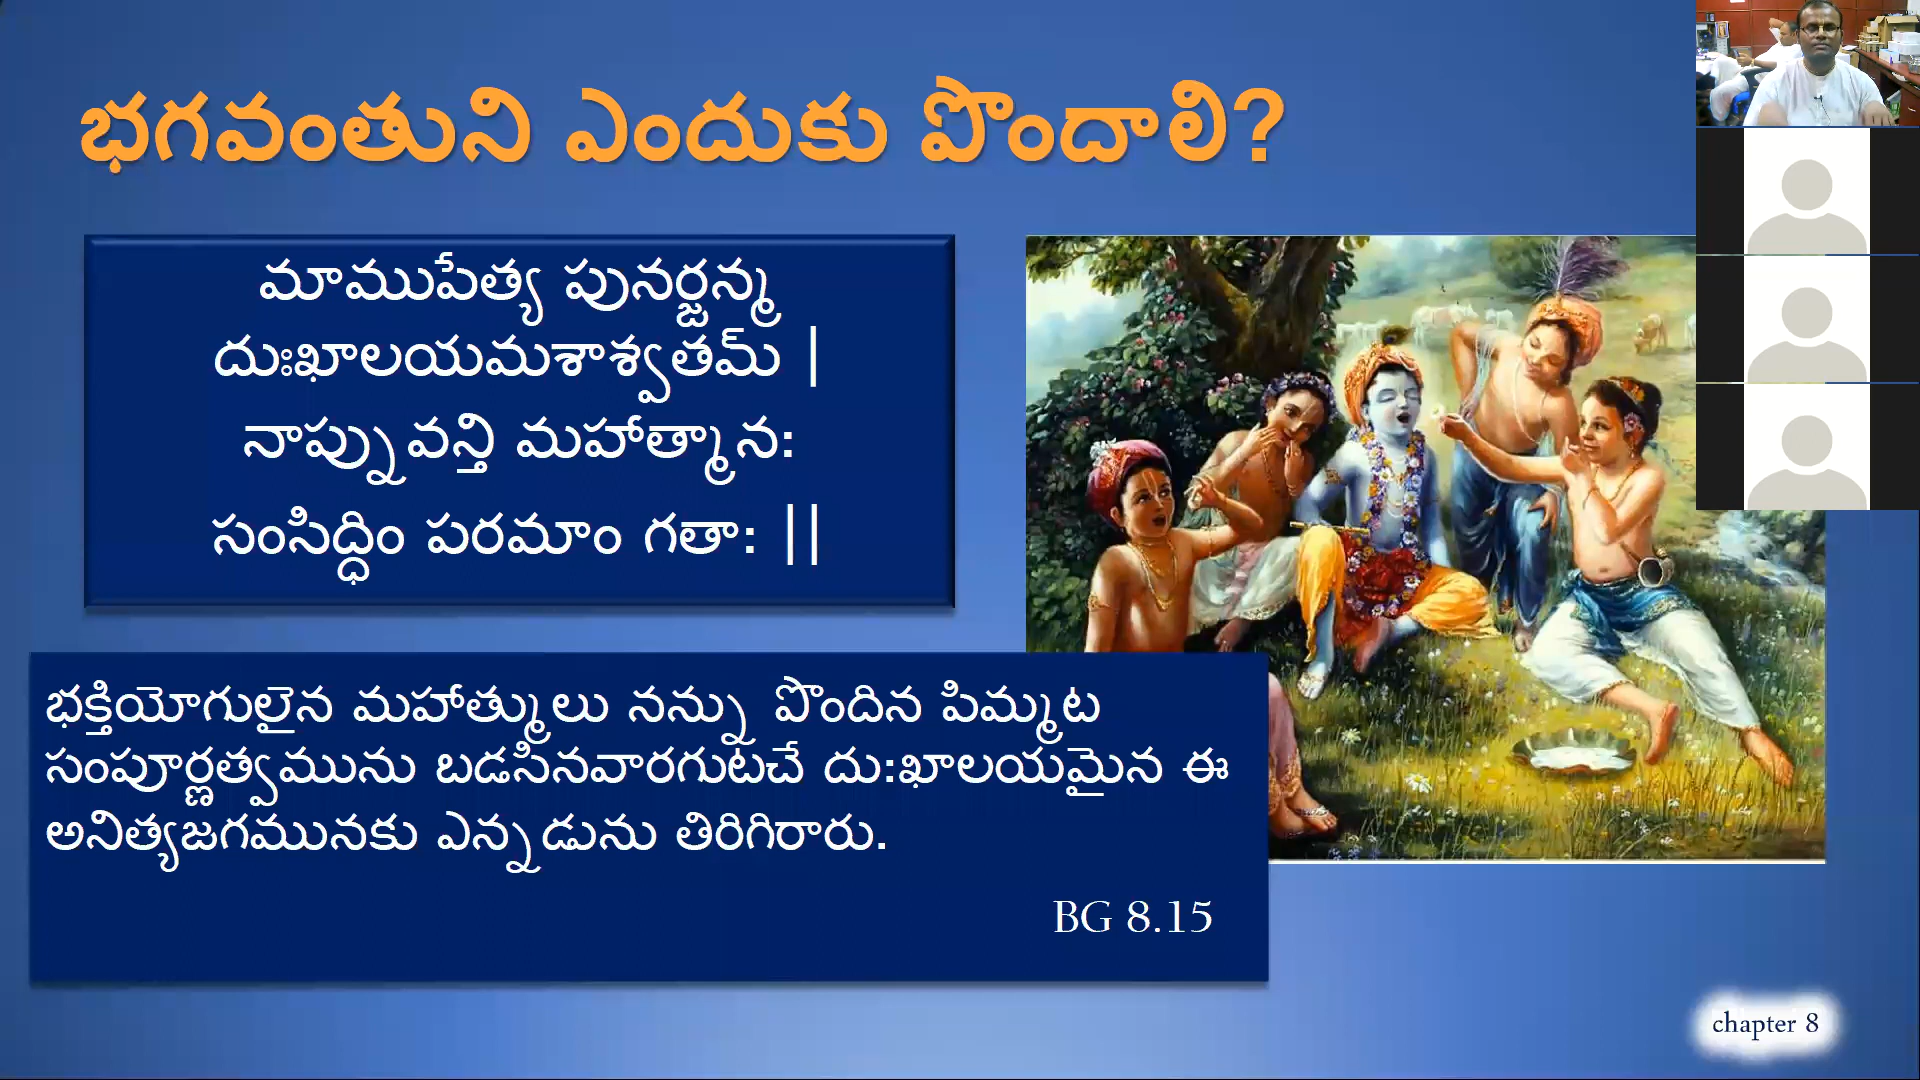 భగవంతుని ఎందుకు పొందాలి?
మాముపేత్య పునర్జన్మ
దుఃఖాలయమశాశ్వతమ్ |
నాప్నువన్తి మహాత్మాన:
సంసిద్ధిం పరమాం గతా: ||
భక్తియోగులైన మహాత్ములు నన్ను పొందిన పిమ్మట
సంపూర్ణత్వమును బడసినవారగుటచే దు:ఖాలయమైన ఈ
అనిత్యజగమునకు ఎన్నడును తిరిగిరారు.
BG 8.15
chapter 8